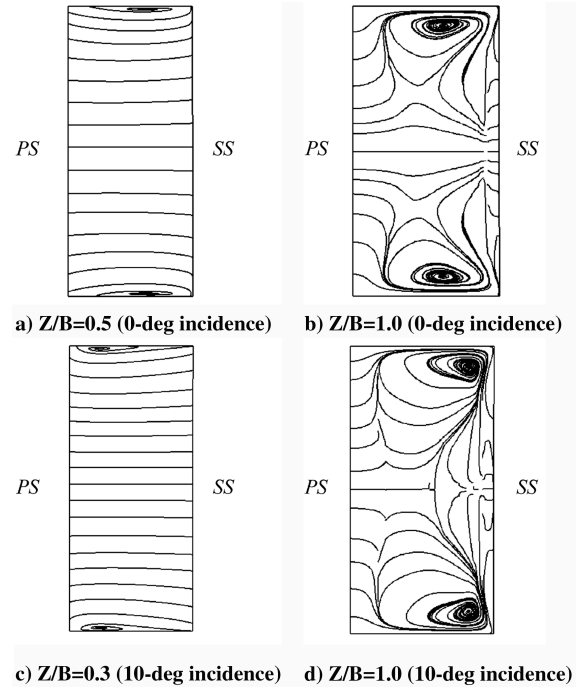 PS SS PS SS
a) Z/B=0.5 (0-deg incidence) b) Z/B=1.0 (0-deg incidence)
PS SS PS SS
c) Z/B=0.3 (10-deg incidence) d) Z/B=1.0 (10-deg incidence)